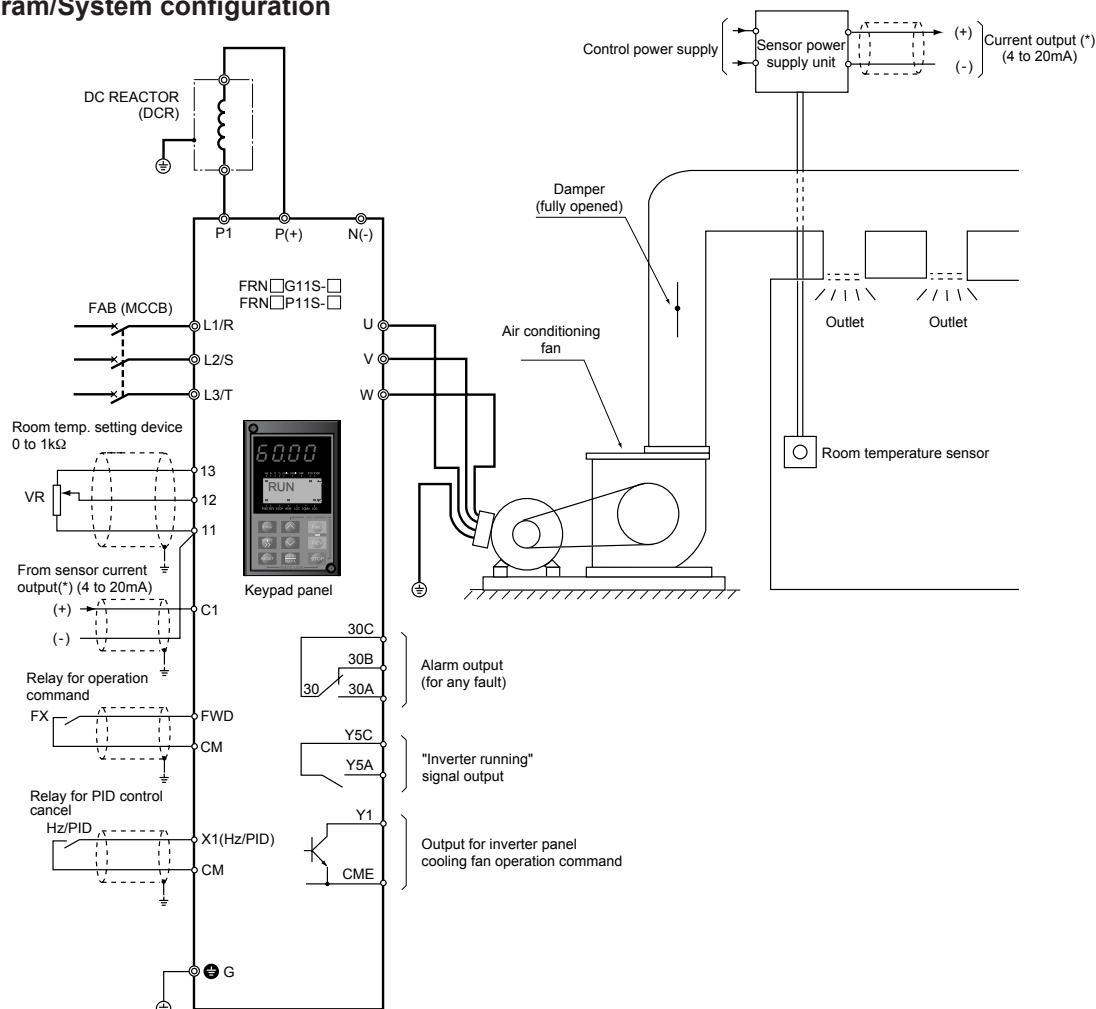 ram/System configuration
Control power supply
Sensor power
supply unit
(+)
(-)
Current output (*)
(4 to 20mA)
DC REACTOR
(DCR)
P1
P(+)
N(-)
FRN□G11S-□
FRN□P11S-□
FAB (MCCB)
L1/R
L2/S
L3/T
U
V
W
Damper
(fully opened)
Air conditioning
fan
Outlet
Outlet
Room temperature sensor
Room temp. setting device
0 to 1kΩ
VR
13
12
11
60.00
RUN
STOP
Keypad panel
From sensor current
output(*) (4 to 20mA)
(+)
(-)
C1
Relay for operation
command
FX
FWD
CM
Relay for PID control
cancel
Hz/PID
X1(Hz/PID)
CM
30C
30B
30
30A
Alarm output
(for any fault)
Y5C
Y5A
"Inverter running"
signal output
Y1
CME
Output for inverter panel
cooling fan operation command
G